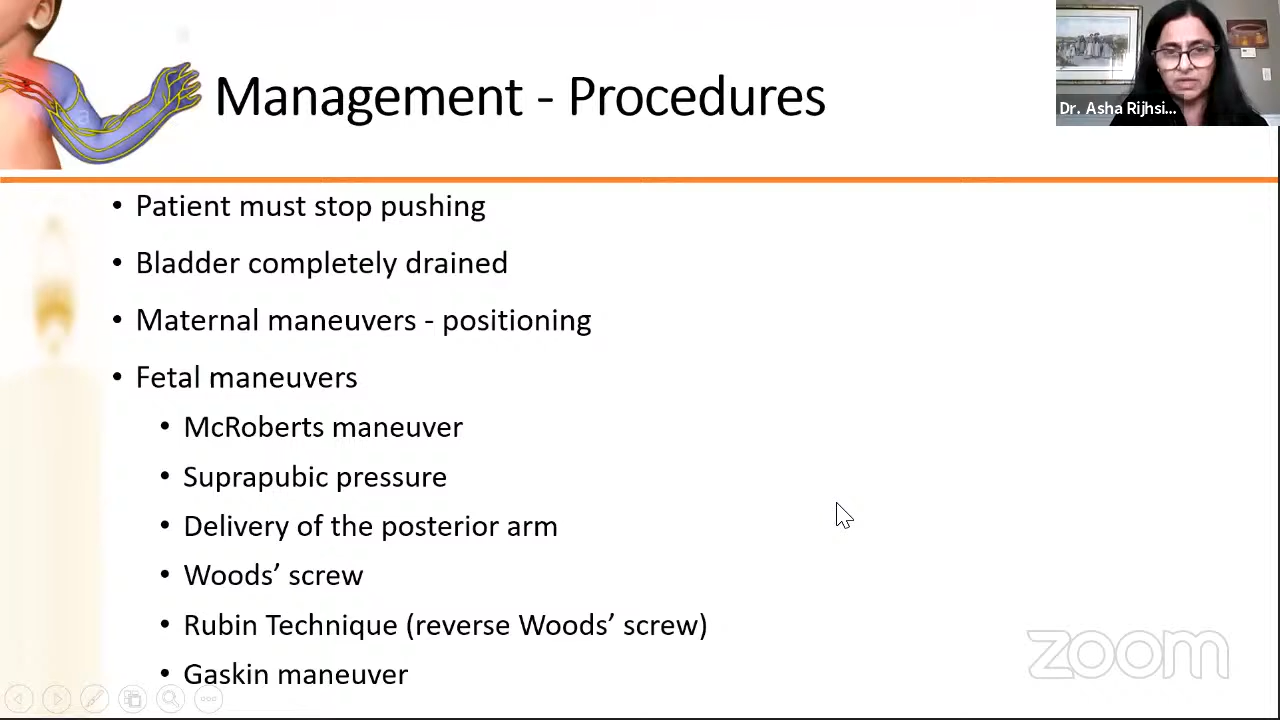 Management - Procedures
Dr. Asha Rijhsi...
• Patient must stop pushing
• Bladder completely drained
• Maternal maneuvers - positioning
• Fetal maneuvers
• McRoberts maneuver
• Suprapubic pressure
• Delivery of the posterior arm
• Woods’ screw
• Rubin Technique (reverse Woods’ screw)
• Gaskin maneuver
zoom